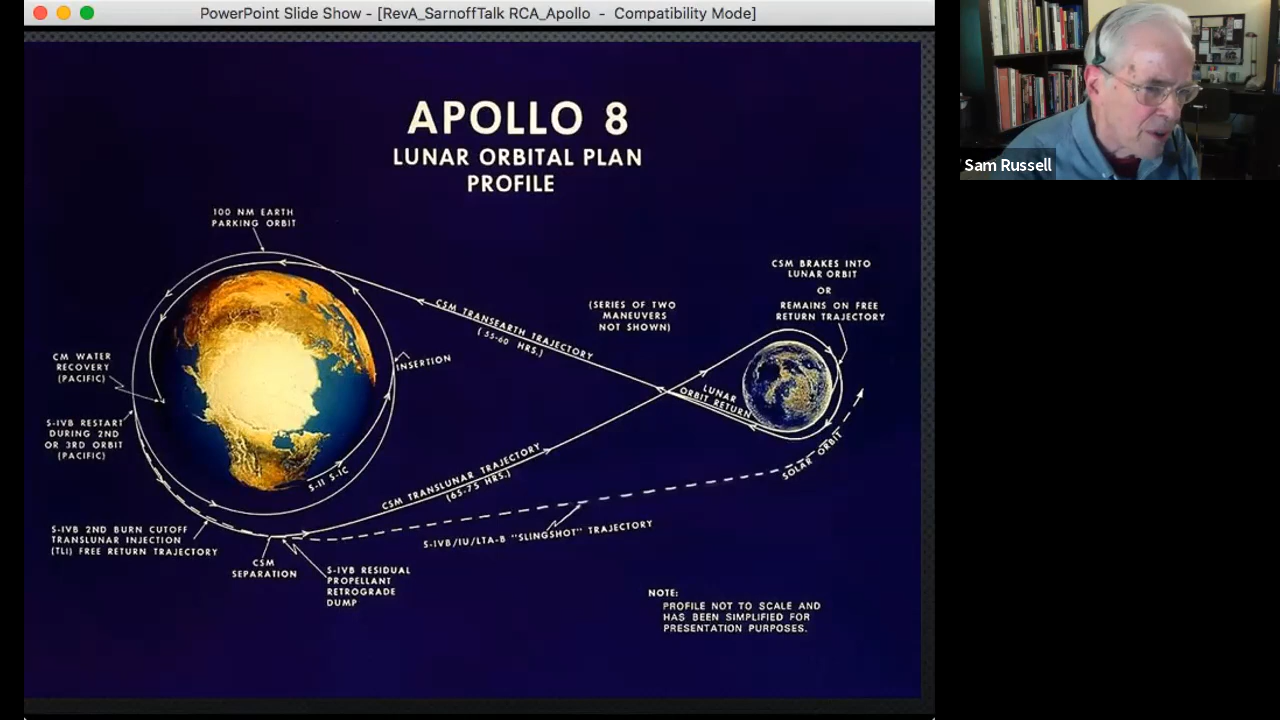 PowerPoint Slide Show - [RevA_SarnoffTalk RCA_Apollo - Compatibility Mode]
APOLLO 8
LUNAR ORBITAL PLAN
PROFILE
100 NM EARTH
PARKING ORBIT
CSM BRAKES INTO
LUNAR ORBIT
OR
REMAINS ON FREE
RETURN TRAJECTORY
(SERIES OF TWO
MANEUVERS
NOT SHOWN)
CSM TRANSEARTH TRAJECTORY
(55-60 HRS.)
CM WATER
RECOVERY
(PACIFIC)
INSERTION
LUNAR
ORBIT RETURN
S-IVB RESTART
DURING 2ND
OR 3RD ORBIT
(PACIFIC)
S-II S-IC
CSM TRANSLUNAR TRAJECTORY
(65-75 HRS.)
SOLAR ORBIT
S-IVB 2ND BURN CUTOFF
TRANSLUNAR INJECTION
(TLI) FREE RETURN TRAJECTORY
S-IVB/IU/LTA-B "SLINGSHOT" TRAJECTORY
CSM
SEPARATION
S-IVB RESIDUAL
PROPELLANT
RETROGRADE
DUMP
NOTE:
PROFILE NOT TO SCALE AND
HAS BEEN SIMPLIFIED FOR
PRESENTATION PURPOSES.
Sam Russell